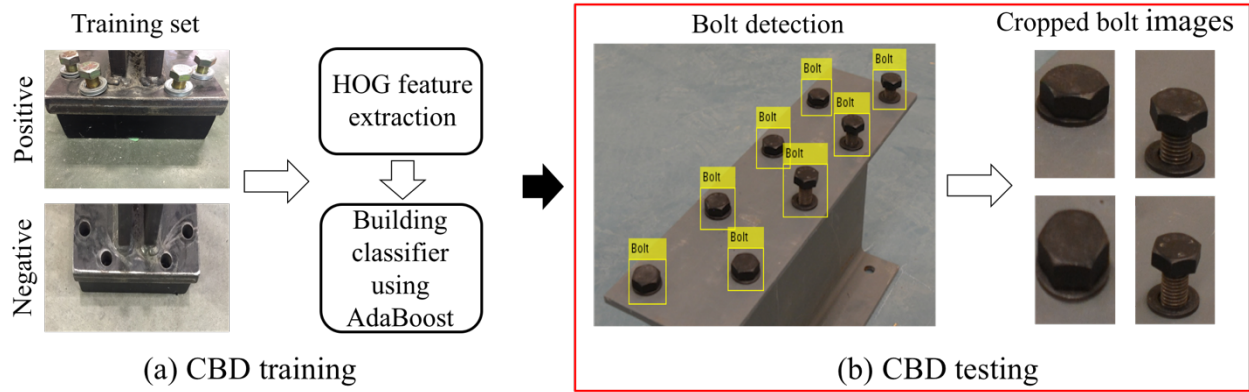 Training set
Positive
Negative
HOG feature
extraction
Building
classifier
using
AdaBoost
(a) CBD training
Bolt detection
Bolt
Bolt
Bolt
Bolt
Bolt
Bolt
Bolt
Bolt
Cropped bolt images
(b) CBD testing